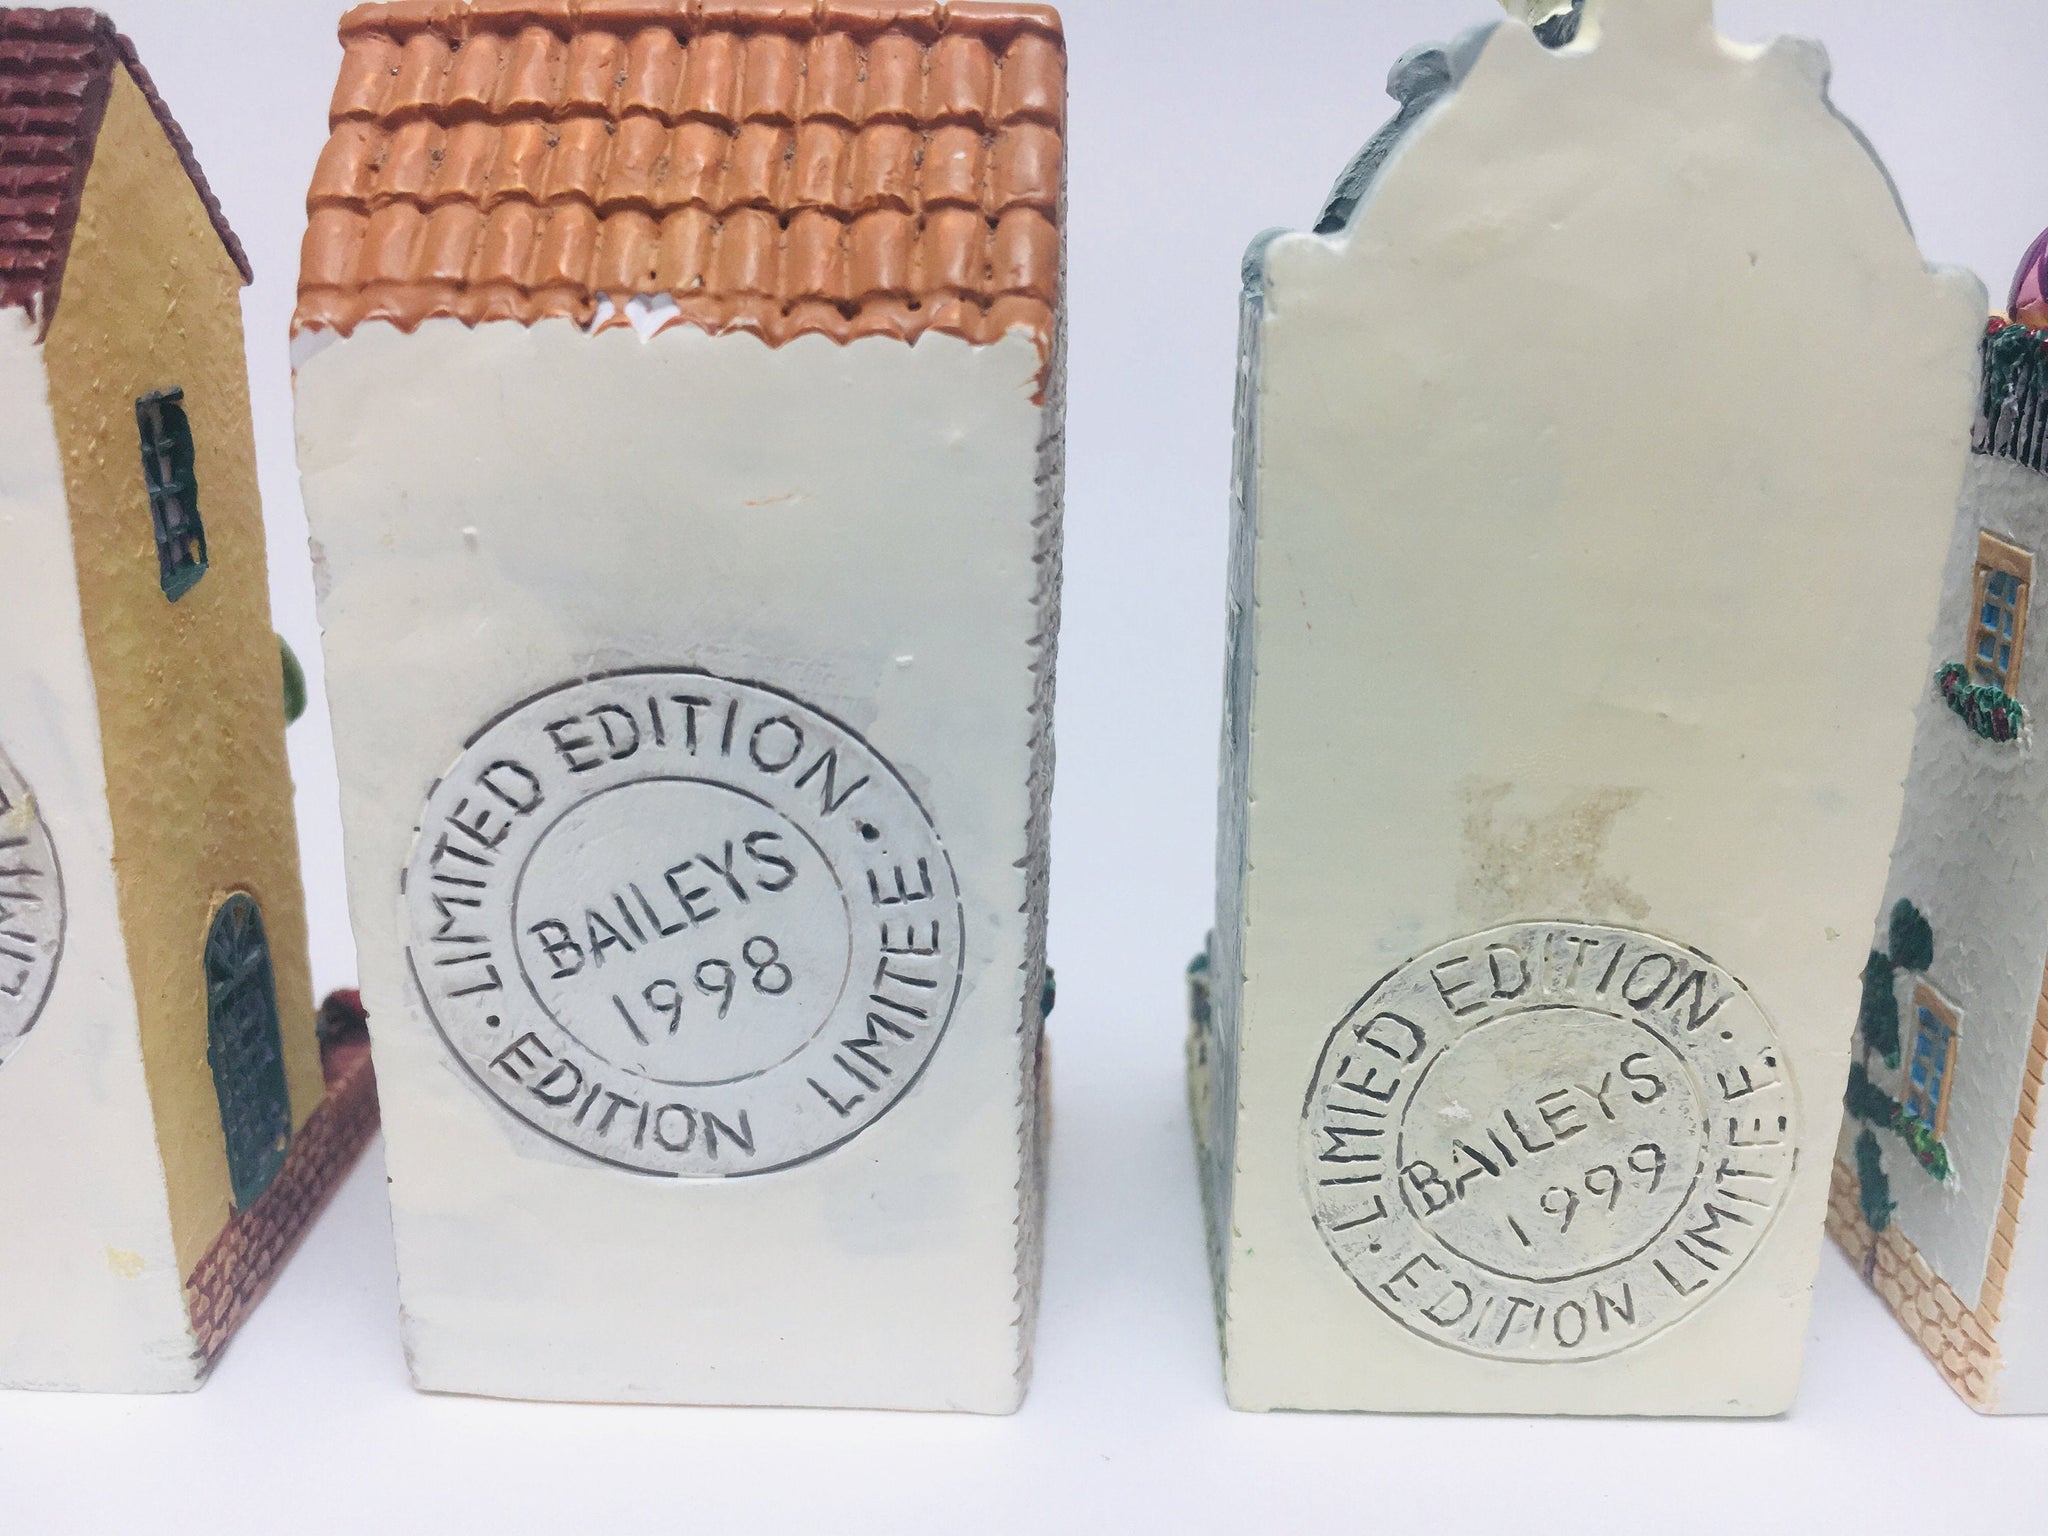 LIMITED EDITION · EDITION LIMITEE ·
BAILEYS
1998
LIMIED EDITION · EDITION LIMITEE ·
BAILEYS
1999